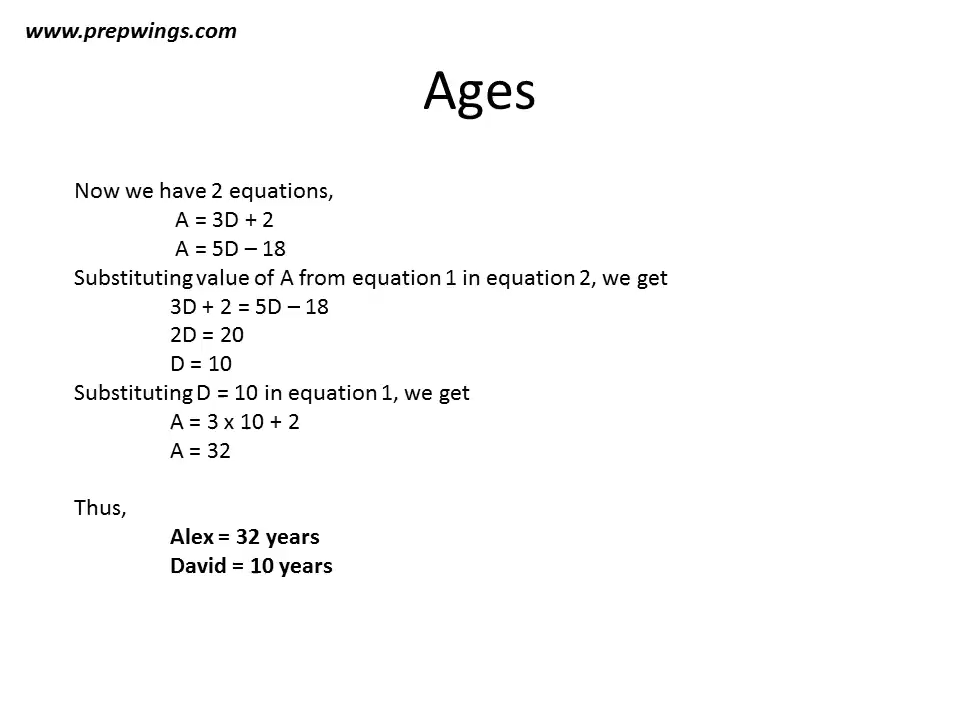 www.prepwings.com
Ages
Now we have 2 equations,
A = 3D + 2
A = 5D – 18
Substituting value of A from equation 1 in equation 2, we get
3D + 2 = 5D – 18
2D = 20
D = 10
Substituting D = 10 in equation 1, we get
A = 3 x 10 + 2
A = 32
Thus,
Alex = 32 years
David = 10 years